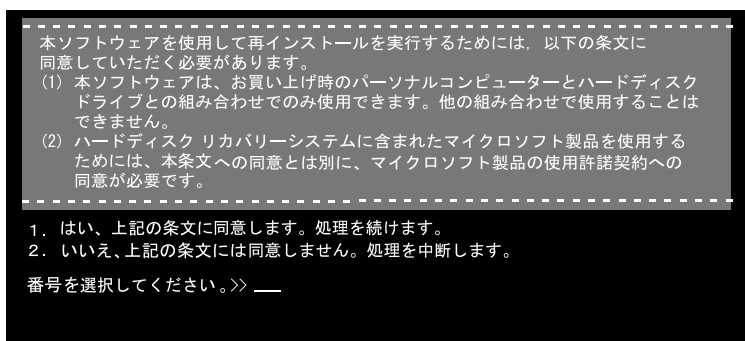 本ソフトウェアを使用して再インストールを実行するためには, 以下の条文に
同意していただく必要があります。
(1) 本ソフトウェアは、お買い上げ時のパーソナルコンピューターとハードディスク
ドライブとの組み合わせでのみ使用できます。他の組み合わせで使用することは
できません。
(2) ハードディスク リカバリーシステムに含まれたマイクロソフト製品を使用する
ためには、本条文への同意とは別に、マイクロソフト製品の使用許諾契約への
同意が必要です。
1. はい、上記の条文に同意します。処理を続けます。
2. いいえ、上記の条文には同意しません。処理を中断します。
番号を選択してください。>> __